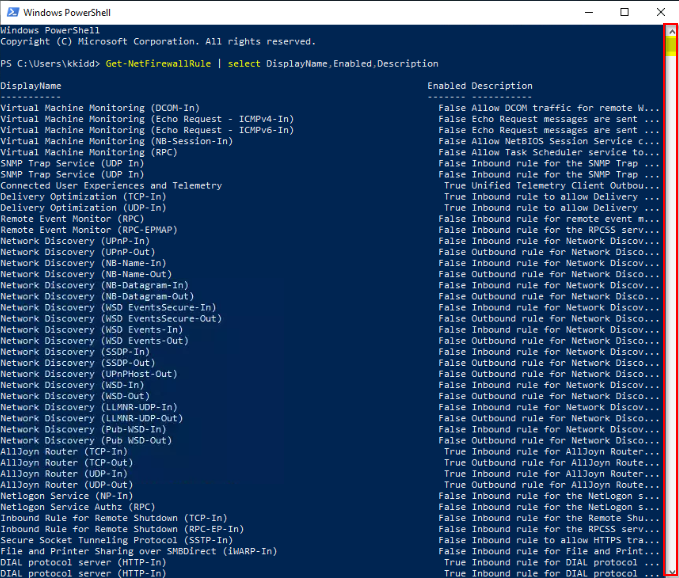 Windows PowerShell
Windows PowerShell
Copyright (C) Microsoft Corporation. All rights reserved.
PS C:\Users\kkidd> Get-NetFirewallRule | select DisplayName,Enabled,Description
DisplayName Enabled Description
----------- ------- -----------
Virtual Machine Monitoring (DCOM-In) False Allow DCOM traffic for remote W...
Virtual Machine Monitoring (Echo Request - ICMPv4-In) False Echo Request messages are sent ...
Virtual Machine Monitoring (Echo Request - ICMPv6-In) False Echo Request messages are sent ...
Virtual Machine Monitoring (NB-Session-In) False Allow NetBIOS Session Service c...
Virtual Machine Monitoring (RPC) False Allow Task Scheduler service to...
SNMP Trap Service (UDP In) False Inbound rule for the SNMP Trap ...
SNMP Trap Service (UDP In) False Inbound rule for the SNMP Trap ...
Connected User Experiences and Telemetry True Unified Telemetry Client Outbou...
Delivery Optimization (TCP-In) True Inbound rule to allow Delivery ...
Delivery Optimization (UDP-In) True Inbound rule to allow Delivery ...
Remote Event Monitor (RPC) False Inbound rule for remote event m...
Remote Event Monitor (RPC-EPMAP) False Inbound rule for the RPCSS serv...
Network Discovery (UPnP-In) False Inbound rule for Network Discov...
Network Discovery (UPnP-Out) False Outbound rule for Network Disco...
Network Discovery (NB-Name-In) False Inbound rule for Network Discov...
Network Discovery (NB-Name-Out) False Outbound rule for Network Disco...
Network Discovery (NB-Datagram-In) False Inbound rule for Network Discov...
Network Discovery (NB-Datagram-Out) False Outbound rule for Network Disco...
Network Discovery (WSD EventsSecure-In) False Inbound rule for Network Discov...
Network Discovery (WSD EventsSecure-Out) False Outbound rule for Network Disco...
Network Discovery (WSD Events-In) False Inbound rule for Network Discov...
Network Discovery (WSD Events-Out) False Outbound rule for Network Disco...
Network Discovery (SSDP-In) False Inbound rule for Network Discov...
Network Discovery (SSDP-Out) False Outbound rule for Network Disco...
Network Discovery (UPnPHost-Out) False Outbound rule for Network Disco...
Network Discovery (WSD-In) False Inbound rule for Network Discov...
Network Discovery (WSD-Out) False Outbound rule for Network Disco...
Network Discovery (LLMNR-UDP-In) False Inbound rule for Network Discov...
Network Discovery (LLMNR-UDP-Out) False Outbound rule for Network Disco...
Network Discovery (Pub-WSD-In) False Inbound rule for Network Discov...
Network Discovery (Pub WSD-Out) False Outbound rule for Network Disco...
AllJoyn Router (TCP-In) True Inbound rule for AllJoyn Router...
AllJoyn Router (TCP-Out) True Outbound rule for AllJoyn Route...
AllJoyn Router (UDP-In) True Inbound rule for AllJoyn Router...
AllJoyn Router (UDP-Out) True Outbound rule for AllJoyn Route...
Netlogon Service (NP-In) False Inbound rule for the NetLogon s...
Netlogon Service Authz (RPC) False Inbound rule for the NetLogon s...
Inbound Rule for Remote Shutdown (TCP-In) False Inbound rule for the Remote Shu...
Inbound Rule for Remote Shutdown (RPC-EP-In) False Inbound rule for the RPCSS serv...
Secure Socket Tunneling Protocol (SSTP-In) False Inbound rule to allow HTTPS tra...
File and Printer Sharing over SMBDirect (iWARP-In) False Inbound rule for File and Print...
DIAL protocol server (HTTP-In) True Inbound rule for DIAL protocol ...
DIAL protocol server (HTTP-In) True Inbound rule for DIAL protocol ...